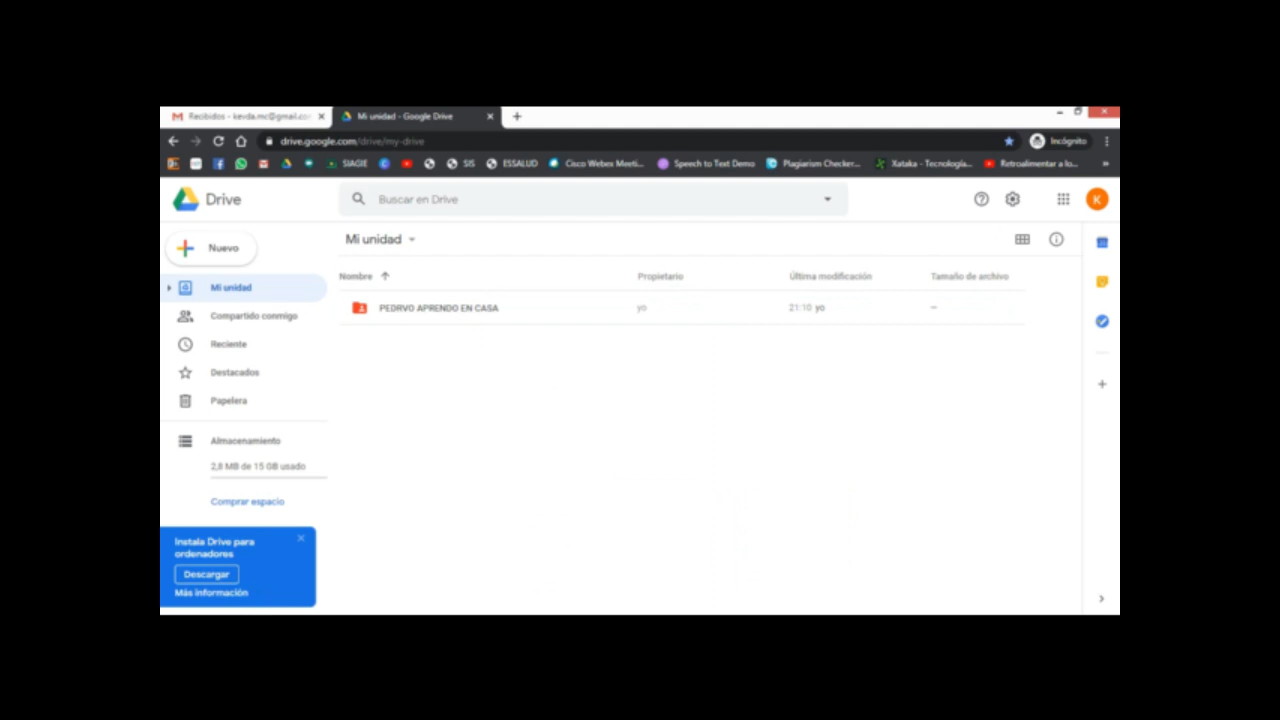 Recibidos - kevda.mc@gmail.co
Mi unidad - Google Drive
drive.google.com/drive/my-drive
Incógnito
SIAGIE
SIS
ESSALUD
Cisco Webex Meeti...
Speech to Text Demo
Plagiarism Checker...
Xataka - Tecnología...
Retroalimentar a lo...
Drive
Buscar en Drive
K
Nuevo
Mi unidad
Nombre
Propietario
Última modificación
Tamaño de archivo
Mi unidad
PEDRVO APRENDO EN CASA
yo
21:10 yo
—
Compartido conmigo
Reciente
Destacados
Papelera
Almacenamiento
2,8 MB de 15 GB usado
Comprar espacio
Instala Drive para
ordenadores
Descargar
Más información